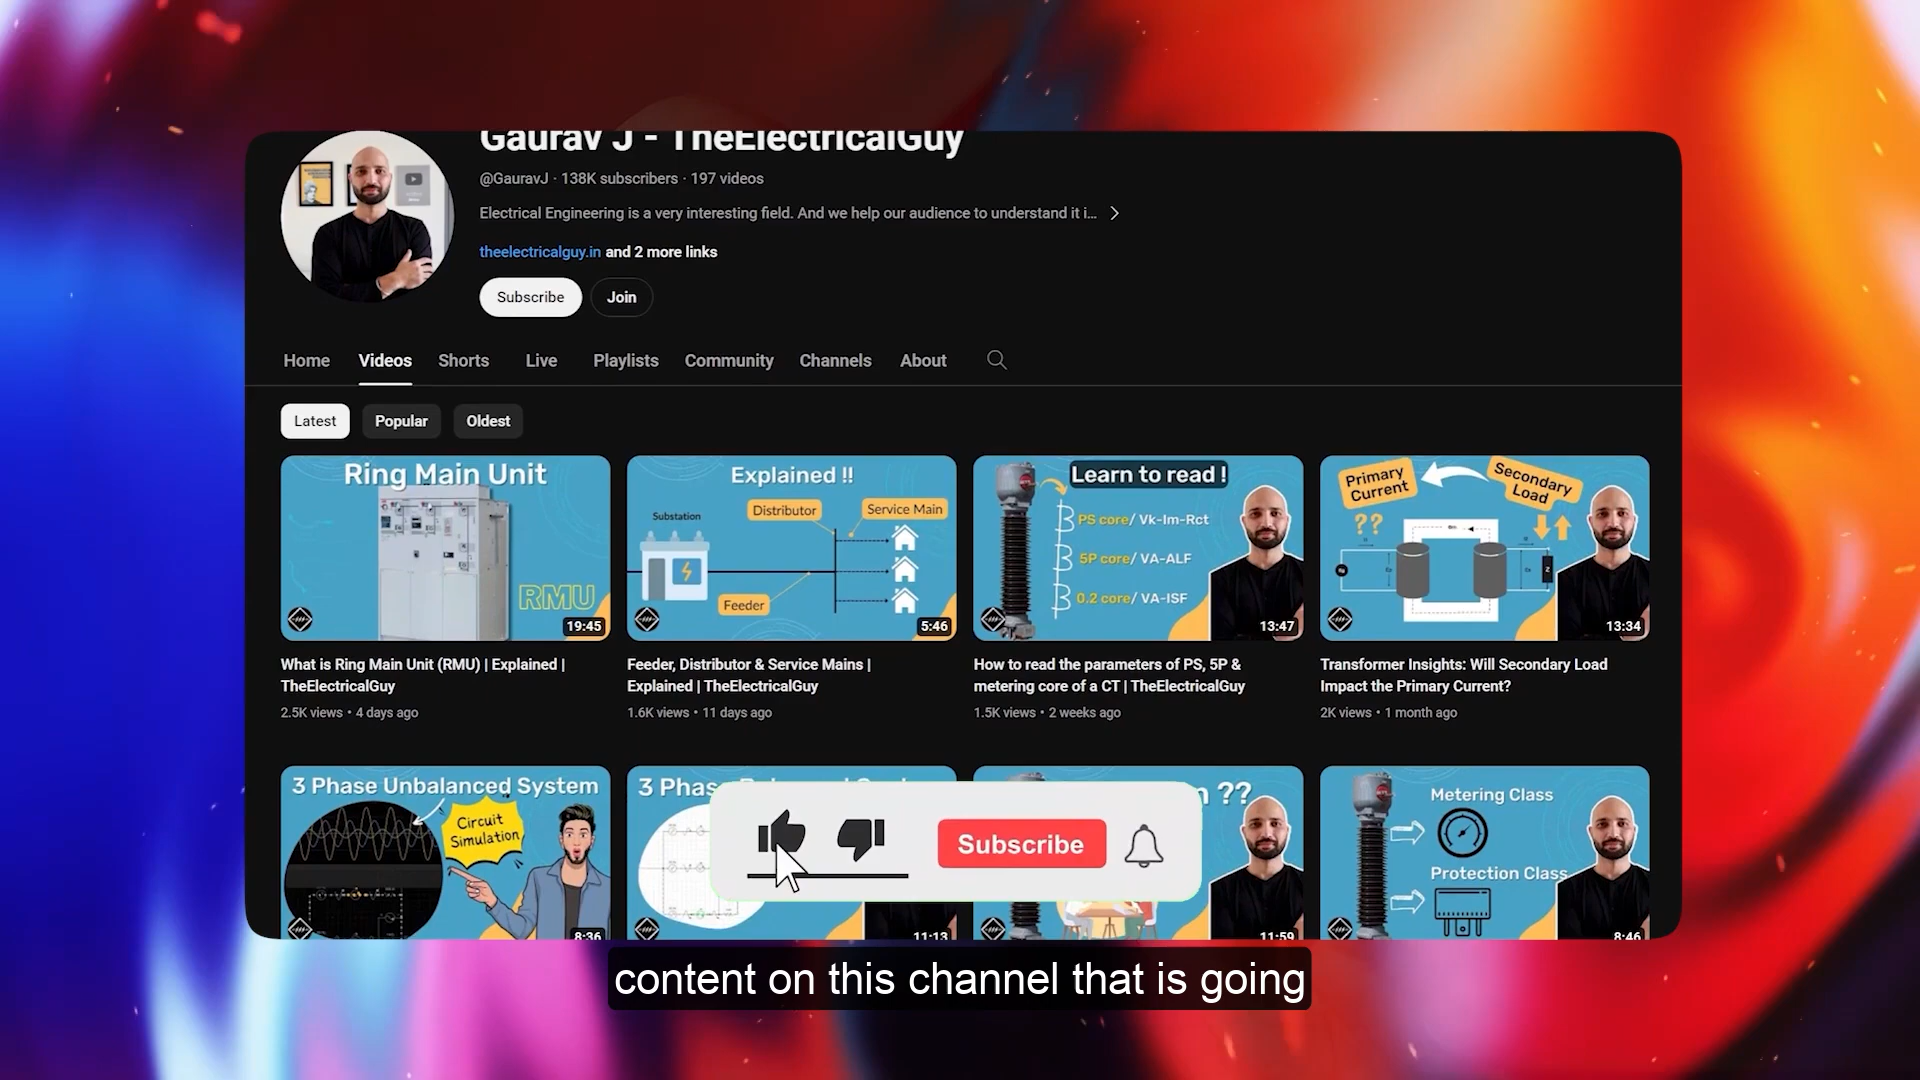 Gaurav J - TheElectricalGuy
@GauravJ · 138K subscribers · 197 videos
Electrical Engineering is a very interesting field. And we help our audience to understand it i...
theelectricalguy.in and 2 more links
Subscribe
Join
Home
Videos
Shorts
Live
Playlists
Community
Channels
About
Latest
Popular
Oldest
Ring Main Unit
RMU
19:45
Explained !!
Substation
Distributor
Service Main
Feeder
5:46
Learn to read !
PS core/ Vk-Im-Rct
5P core/ VA-ALF
0.2 core/ VA-ISF
13:47
Primary
Current
Secondary
Load
??
13:34
What is Ring Main Unit (RMU) | Explained |
TheElectricalGuy
2.5K views • 4 days ago
Feeder, Distributor & Service Mains |
Explained | TheElectricalGuy
1.6K views • 11 days ago
How to read the parameters of PS, 5P &
metering core of a CT | TheElectricalGuy
1.5K views • 2 weeks ago
Transformer Insights: Will Secondary Load
Impact the Primary Current?
2K views • 1 month ago
3 Phase Unbalanced System
Circuit
Simulation
8:36
3 Phas
11:13
??
11:59
Metering Class
Protection Class
8:46
Subscribe
content on this channel that is going